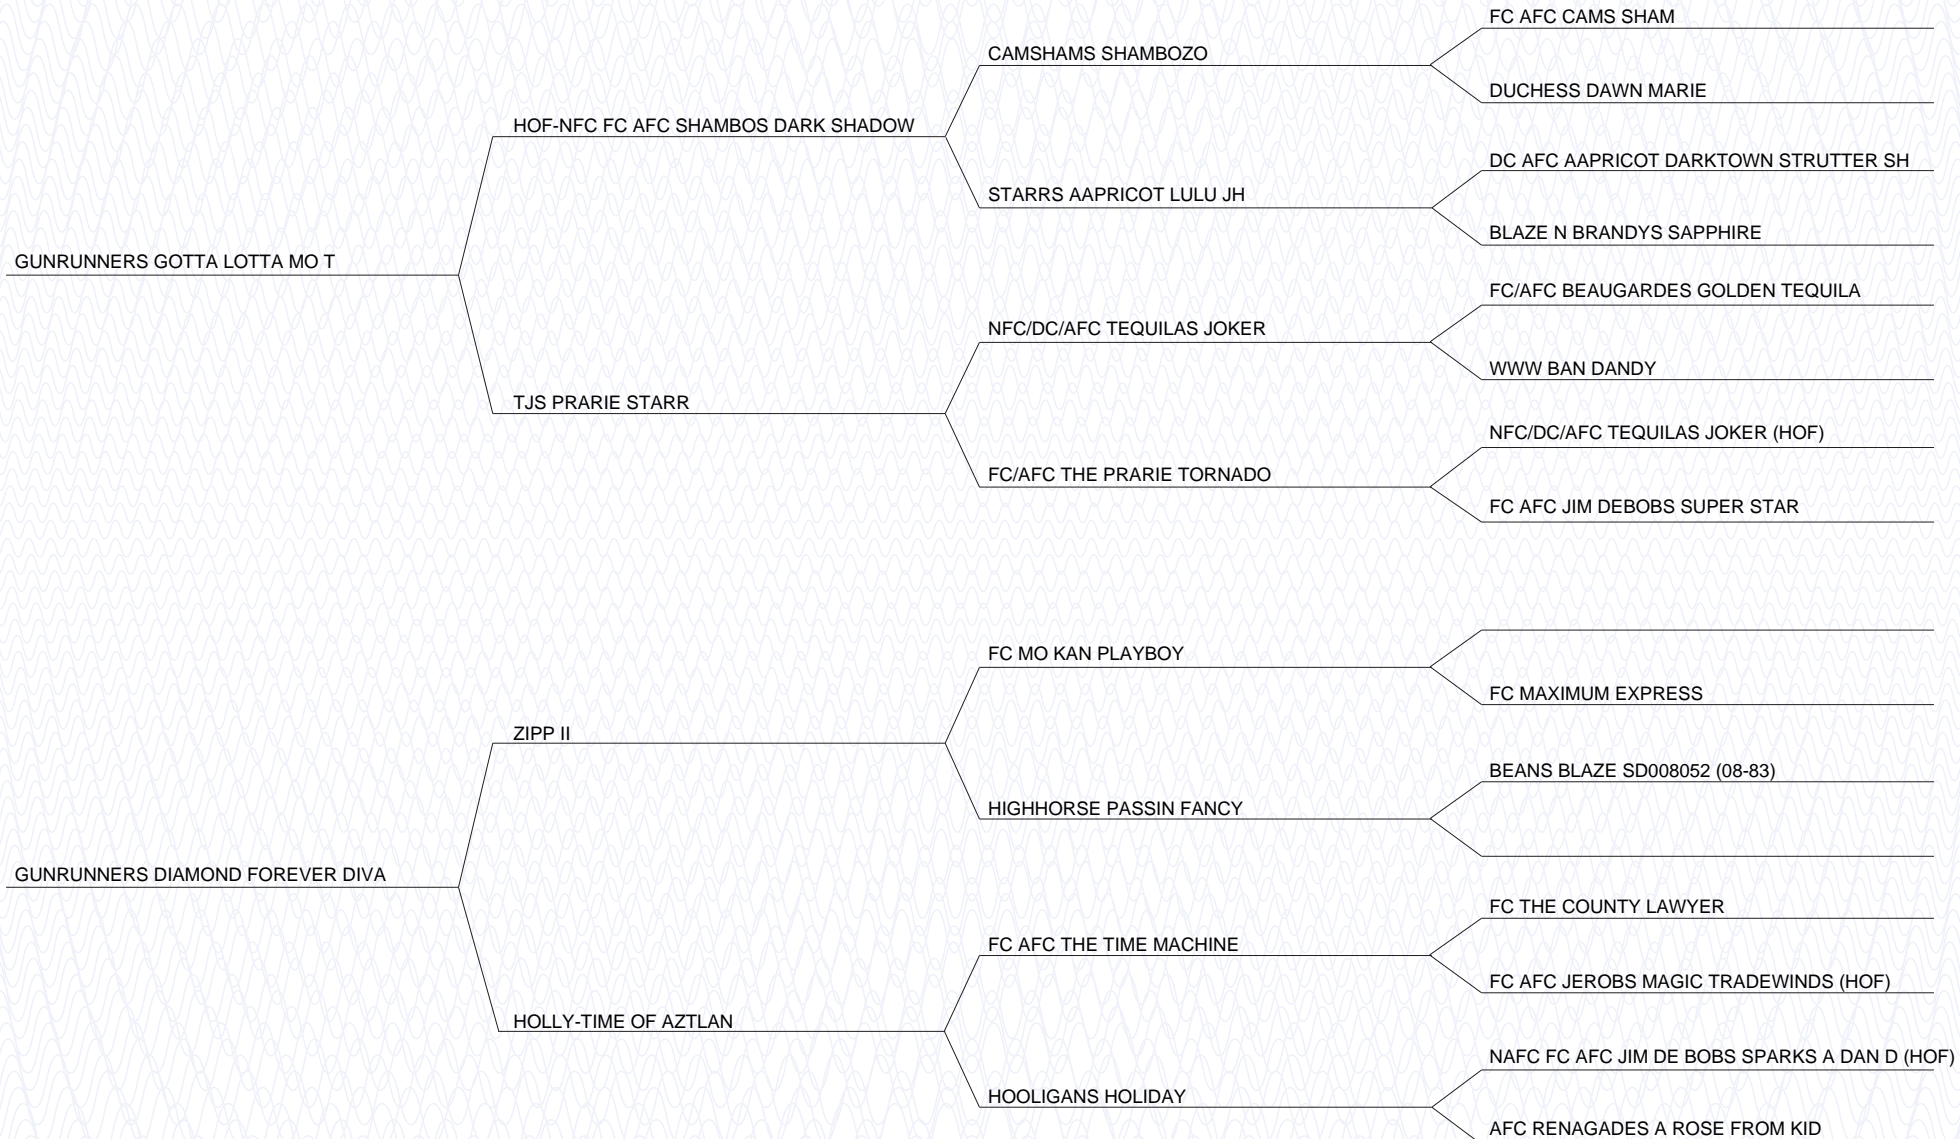 FC AFC CAMS SHAM
CAMSHAMS SHAMBOZO
DUCHESS DAWN MARIE
HOF-NFC FC AFC SHAMBOS DARK SHADOW
DC AFC AAPRICOT DARKTOWN STRUTTER SH
STARRS AAPRICOT LULU JH
BLAZE N BRANDYS SAPPHIRE
GUNRUNNERS GOTTA LOTTA MO T
FC/AFC BEAUGARDES GOLDEN TEQUILA
NFC/DC/AFC TEQUILAS JOKER
WWW BAN DANDY
TJS PRARIE STARR
NFC/DC/AFC TEQUILAS JOKER (HOF)
FC/AFC THE PRARIE TORNADO
FC AFC JIM DEBOBS SUPER STAR
FC MO KAN PLAYBOY
FC MAXIMUM EXPRESS
ZIPP II
BEANS BLAZE SD008052 (08-83)
HIGHHORSE PASSIN FANCY
GUNRUNNERS DIAMOND FOREVER DIVA
FC THE COUNTY LAWYER
FC AFC THE TIME MACHINE
FC AFC JEROBS MAGIC TRADEWINDS (HOF)
HOLLY-TIME OF AZTLAN
NAFC FC AFC JIM DE BOBS SPARKS A DAN D (HOF)
HOOLIGANS HOLIDAY
AFC RENAGADES A ROSE FROM KID